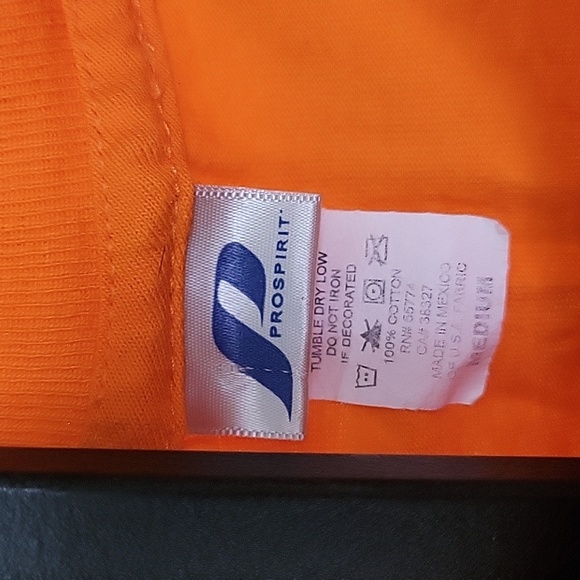 PROSPIRIT
TUMBLE DRY LOW
DO NOT IRON
IF DECORATED
100% COTTON
RN# 55774
CA# 38327
MADE IN MEXICO
OF U.S.A. FABRIC
MEDIUM